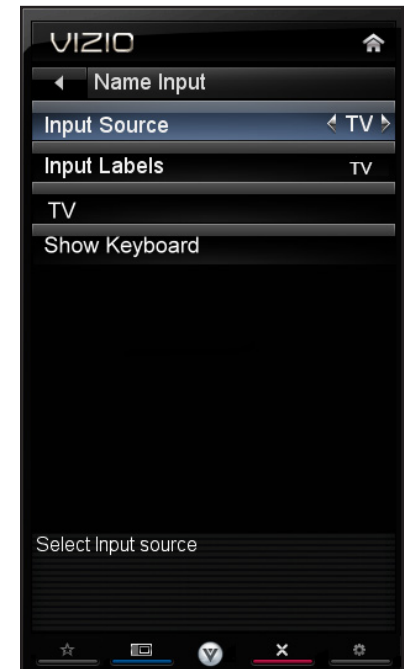 VIZIO
Name Input
Input Source TV
Input Labels TV
TV
Show Keyboard
Select Input source
V